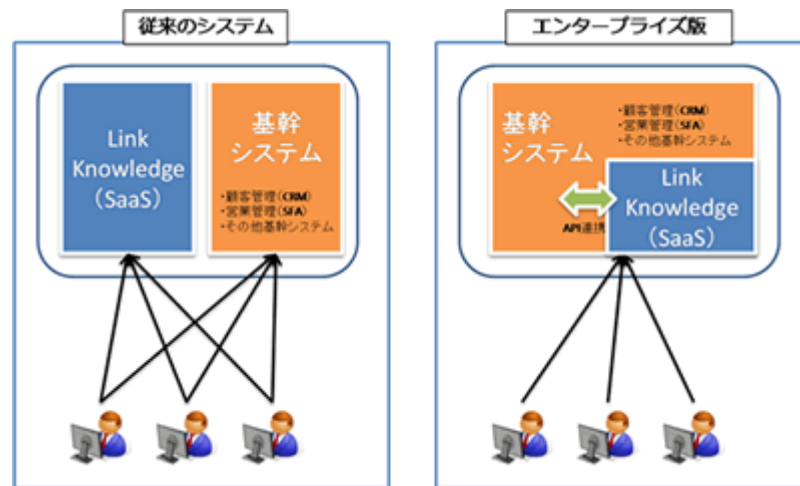 従来のシステム
Link
Knowledge
（SaaS）
基幹
システム
・顧客管理(CRM)
・営業管理(SFA)
・その他基幹システム
エンタープライズ版
基幹
システム
・顧客管理(CRM)
・営業管理(SFA)
・その他基幹システム
API連携
Link
Knowledge
（SaaS）